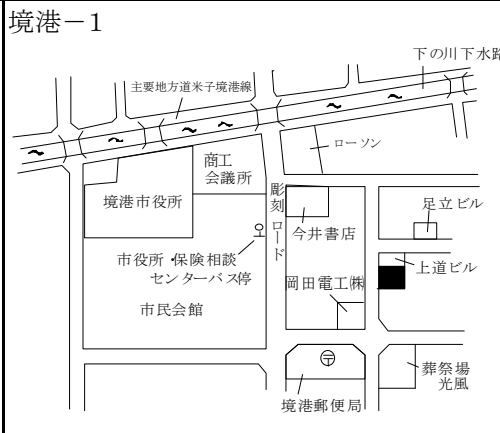 境港－1
下の川下水路
主要地方道米子境港線
ローソン
商工
会議所
境港市役所
彫刻ロード
足立ビル
今井書店
市役所・保険相談
センターバス停
上道ビル
岡田電工㈱
市民会館
葬祭場
光風
境港郵便局